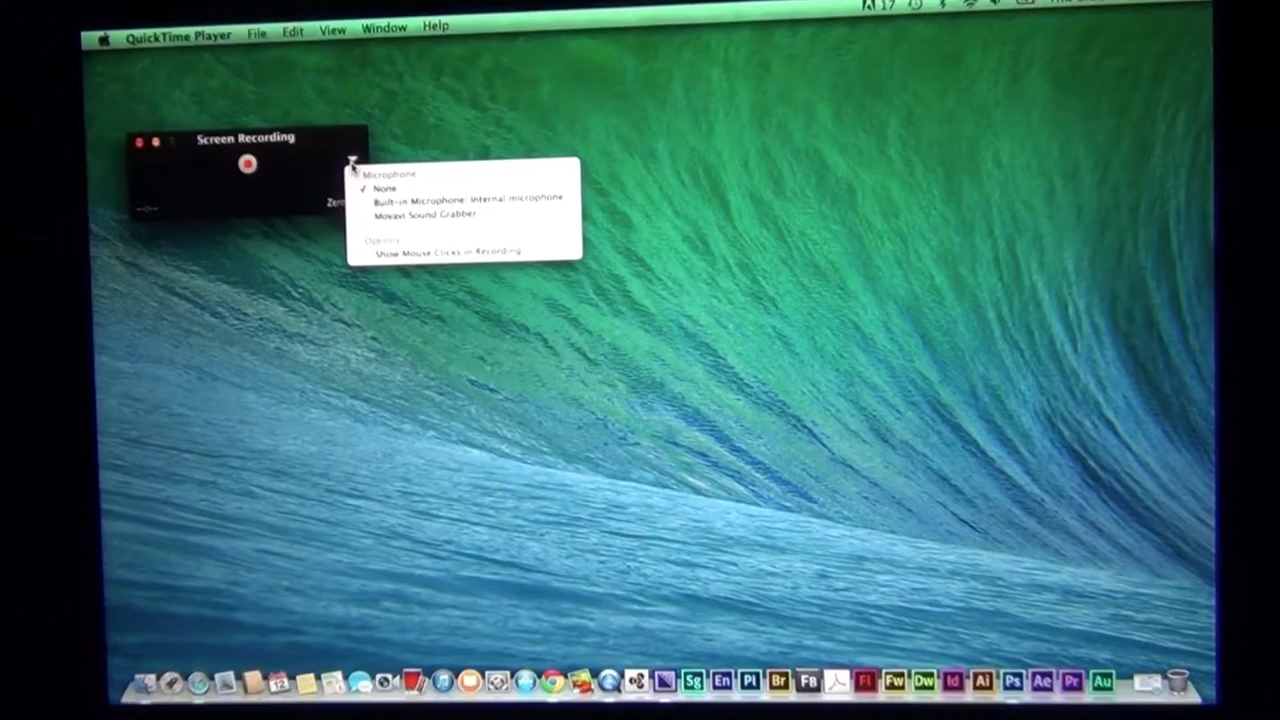 QuickTime Player File Edit View Window Help
17
Screen Recording
Microphone
✓ None
Built-in Microphone: Internal microphone
Movavi Sound Grabber
Options
Show Mouse Clicks in Recording
12
Sg En Pl Br FB Fl Fw Dw Id Ai Ps Ae Pr Au